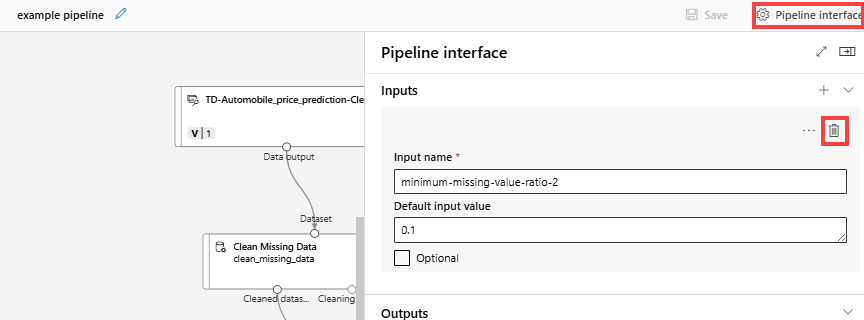 example pipeline
Save
Pipeline interface
Pipeline interface
Inputs
TD-Automobile_price_prediction-Cle
V | 1
Data output
Input name *
minimum-missing-value-ratio-2
Default input value
0.1
Optional
Dataset
Clean Missing Data
clean_missing_data
Cleaned datas...
Cleaning
Outputs